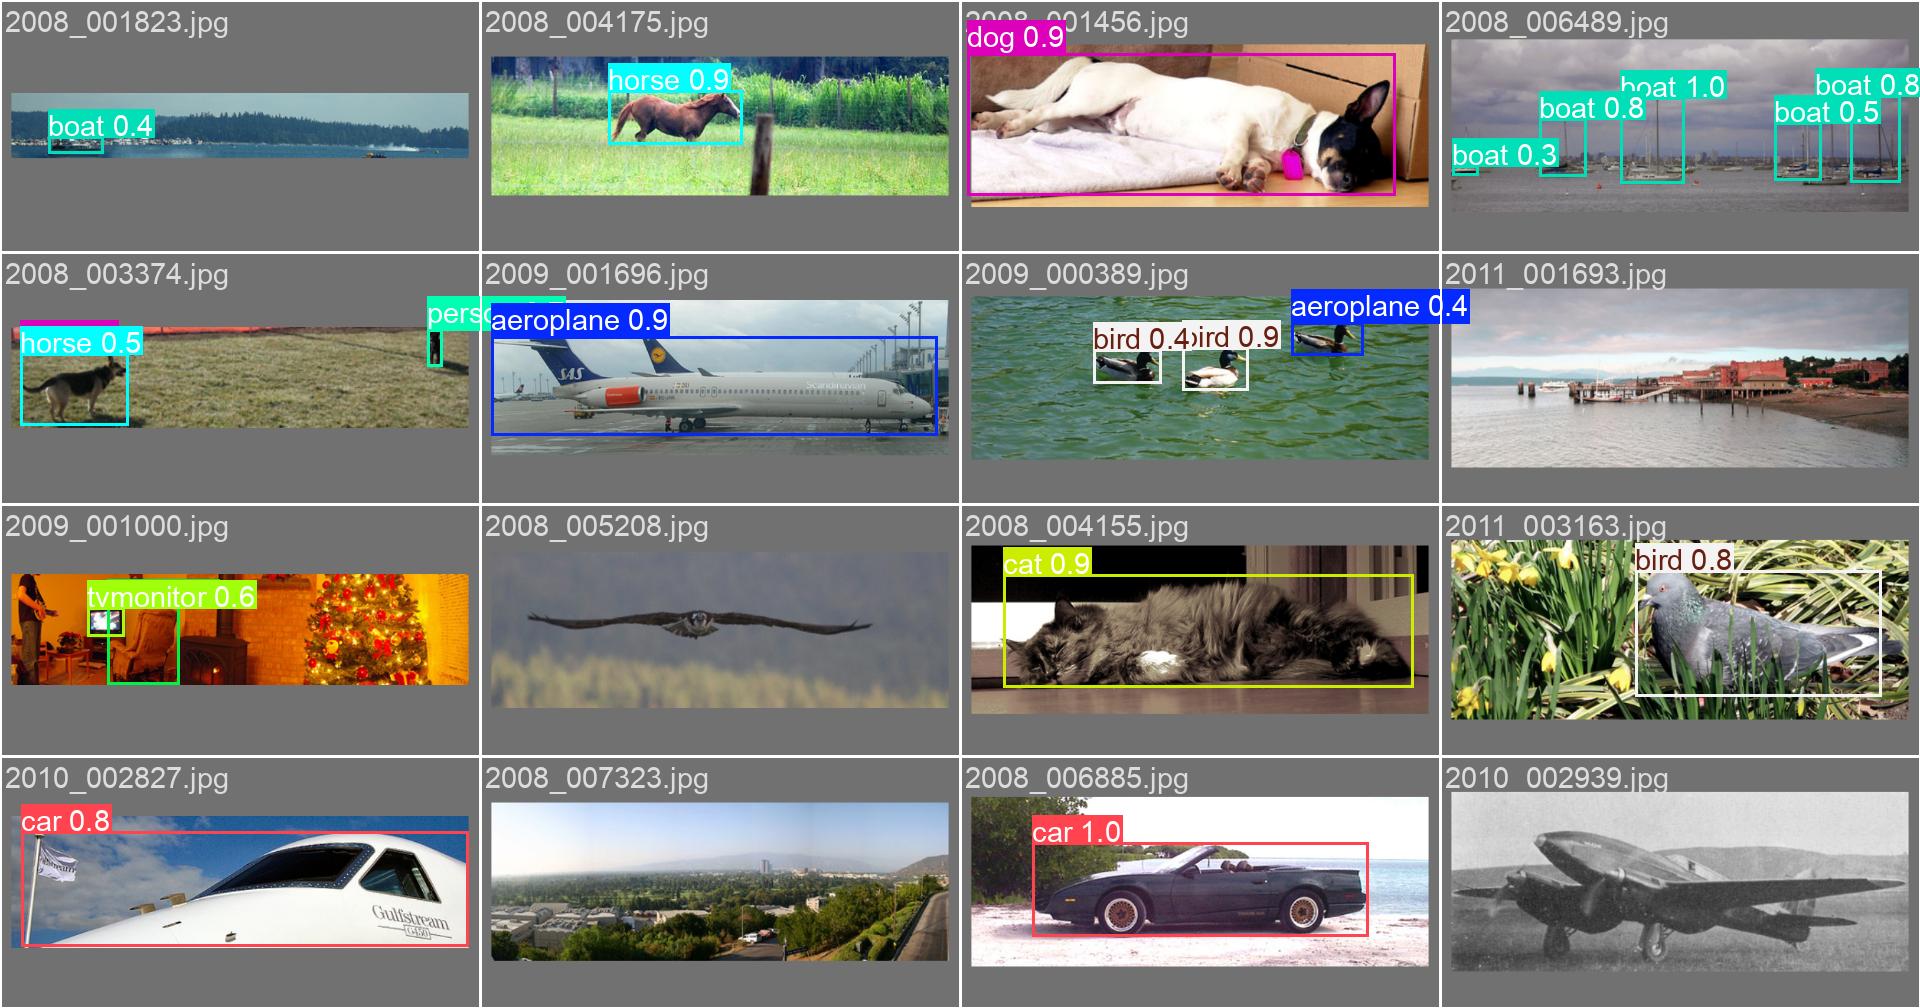 2008_001823.jpg
boat 0.4
2008_004175.jpg
horse 0.9
2008_001456.jpg
dog 0.9
2008_006489.jpg
boat 0.3
boat 0.8
boat 1.0
boat 0.5
boat 0.8
2008_003374.jpg
horse 0.5
2009_001696.jpg
aeroplane 0.9
SAS
Scandinavian
2009_000389.jpg
bird 0.4
bird 0.9
aeroplane 0.4
2011_001693.jpg
2009_001000.jpg
tvmonitor 0.6
2008_005208.jpg
2008_004155.jpg
cat 0.9
2011_003163.jpg
bird 0.8
2010_002827.jpg
car 0.8
Gulfstream
G450
2008_007323.jpg
2008_006885.jpg
car 1.0
2010_002939.jpg